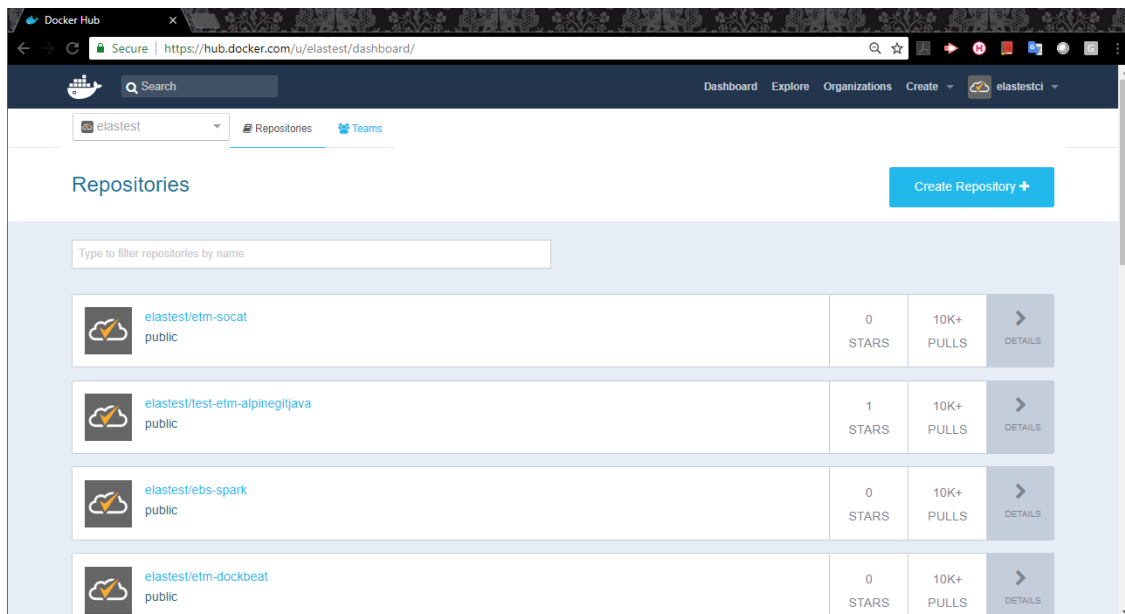 Docker Hub
Secure | https://hub.docker.com/u/elastest/dashboard/
Search
Dashboard Explore Organizations Create elastestci
elastest Repositories Teams
Repositories
Create Repository +
Type to filter repositories by name
elastest/etm-socat
public
0 STARS
10K+ PULLS
DETAILS
elastest/test-etm-alpinegitjava
public
1 STARS
10K+ PULLS
DETAILS
elastest/ebs-spark
public
0 STARS
10K+ PULLS
DETAILS
elastest/etm-dockbeat
public
0 STARS
10K+ PULLS
DETAILS